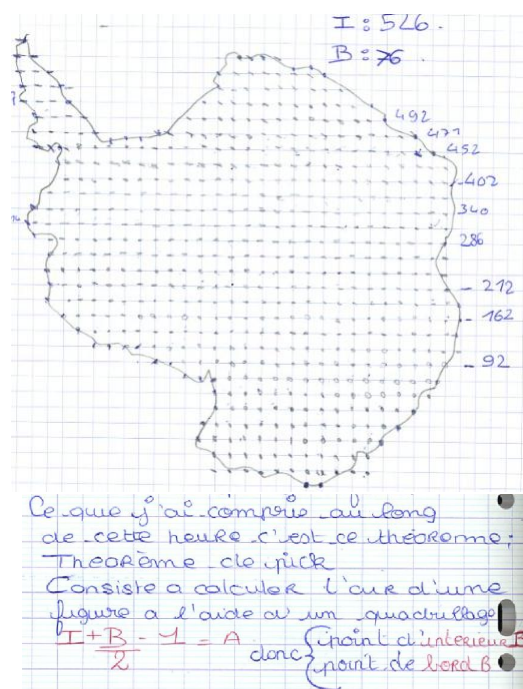 I : 526.
B : 76.
492
471
452
402
340
286
212
162
92
Ce que j'ai compris au long
de cette heure c'est ce théorenne;
Théorème de pick
Consiste a calculer l'air d'une
figure a l'aide d'un quadrillage
I + B/2 - 1 = A donc { point d'interieur I
point de bord B